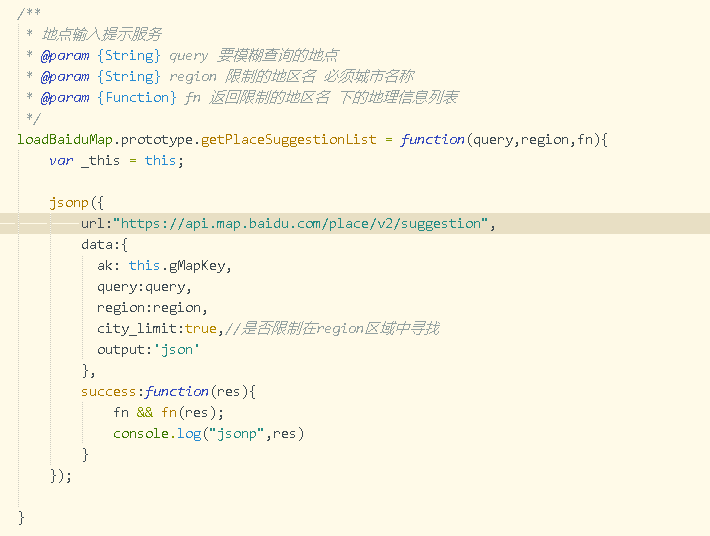 /**
 * 地点输入提示服务
 * @param {String} query 要模糊查询的地点
 * @param {String} region 限制的地区名 必须城市名称
 * @param {Function} fn 返回限制的地区名 下的地理信息列表
 */
loadBaiduMap.prototype.getPlaceSuggestionList = function(query,region,fn){
    var _this = this;
    jsonp({
        url:"https://api.map.baidu.com/place/v2/suggestion",
        data:{
          ak: this.gMapKey,
          query:query,
          region:region,
          city_limit:true,//是否限制在region区域中寻找
          output:'json'
        },
        success:function(res){
            fn && fn(res);
            console.log("jsonp",res)
        }
    });
}